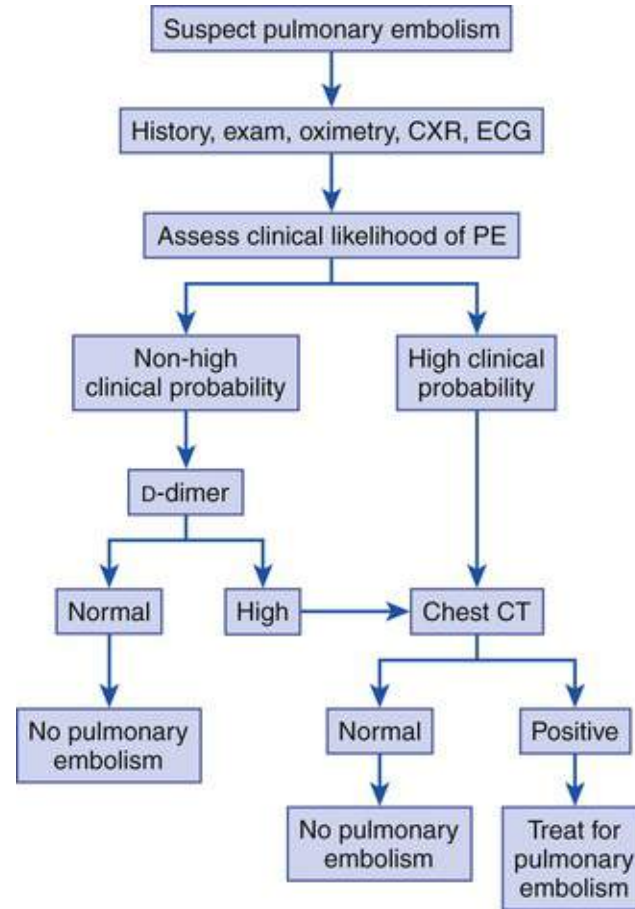 Suspect pulmonary embolism
History, exam, oximetry, CXR, ECG
Assess clinical likelihood of PE
Non-high
clinical probability
High clinical
probability
D-dimer
Normal
High
Chest CT
No pulmonary
embolism
Normal
Positive
No pulmonary
embolism
Treat for
pulmonary
embolism